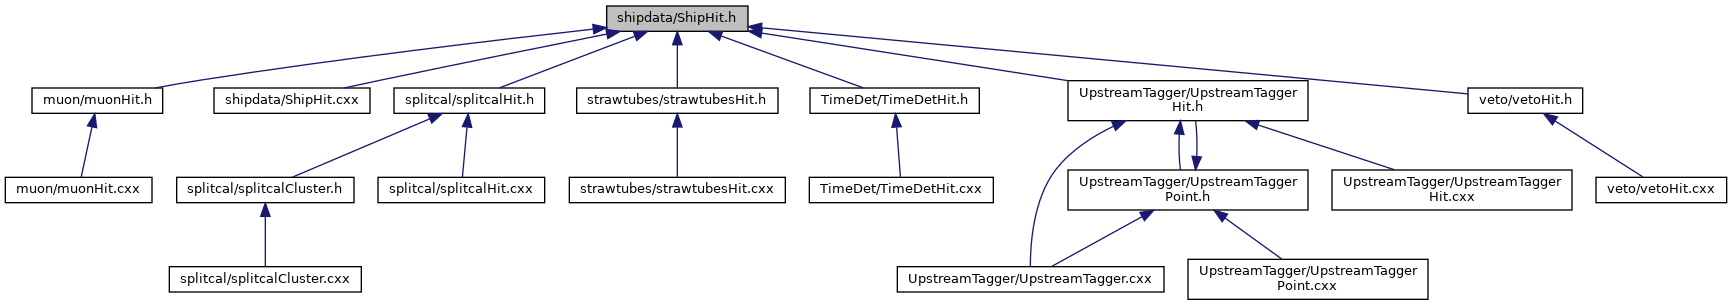 shipdata/ShipHit.h
muon/muonHit.h
shipdata/ShipHit.cxx
splitcal/splitcalHit.h
strawtubes/strawtubesHit.h
TimeDet/TimeDetHit.h
UpstreamTagger/UpstreamTagger
Hit.h
veto/vetoHit.h
muon/muonHit.cxx
splitcal/splitcalCluster.h
splitcal/splitcalHit.cxx
strawtubes/strawtubesHit.cxx
TimeDet/TimeDetHit.cxx
UpstreamTagger/UpstreamTagger
Point.h
UpstreamTagger/UpstreamTagger
Hit.cxx
veto/vetoHit.cxx
splitcal/splitcalCluster.cxx
UpstreamTagger/UpstreamTagger.cxx
UpstreamTagger/UpstreamTagger
Point.cxx